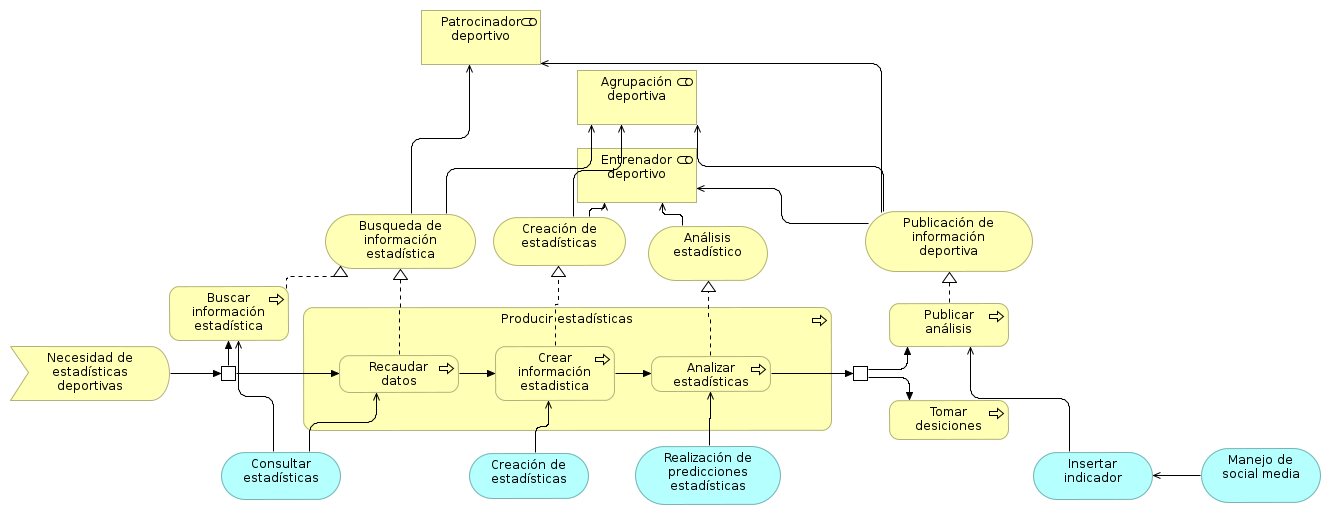 Patrocinador
deportivo
Agrupación
deportiva
Entrenador
deportivo
Busqueda de
información
estadística
Creación de
estadísticas
Análisis
estadístico
Publicación de
información
deportiva
Buscar
información
estadística
Producir estadísticas
Publicar
análisis
Necesidad de
estadísticas
deportivas
Recaudar
datos
Crear
información
estadistica
Analizar
estadísticas
Tomar
desiciones
Consultar
estadísticas
Creación de
estadísticas
Realización de
predicciones
estadísticas
Insertar
indicador
Manejo de
social media